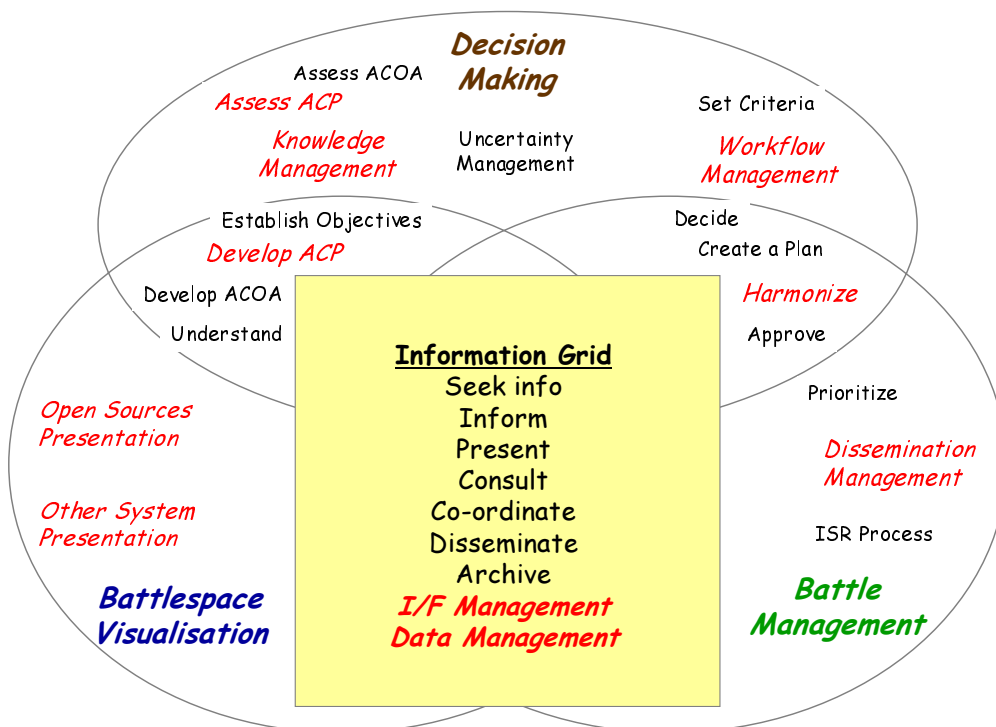 Decision
Making
Assess ACOA
Assess ACP
Knowledge
Management
Uncertainty
Management
Set Criteria
Workflow
Management
Establish Objectives
Develop ACP
Develop ACOA
Understand
Decide
Create a Plan
Harmonize
Approve
Information Grid
Seek info
Inform
Present
Consult
Co-ordinate
Disseminate
Archive
I/F Management
Data Management
Open Sources
Presentation
Other System
Presentation
Battlespace
Visualisation
Prioritize
Dissemination
Management
ISR Process
Battle
Management